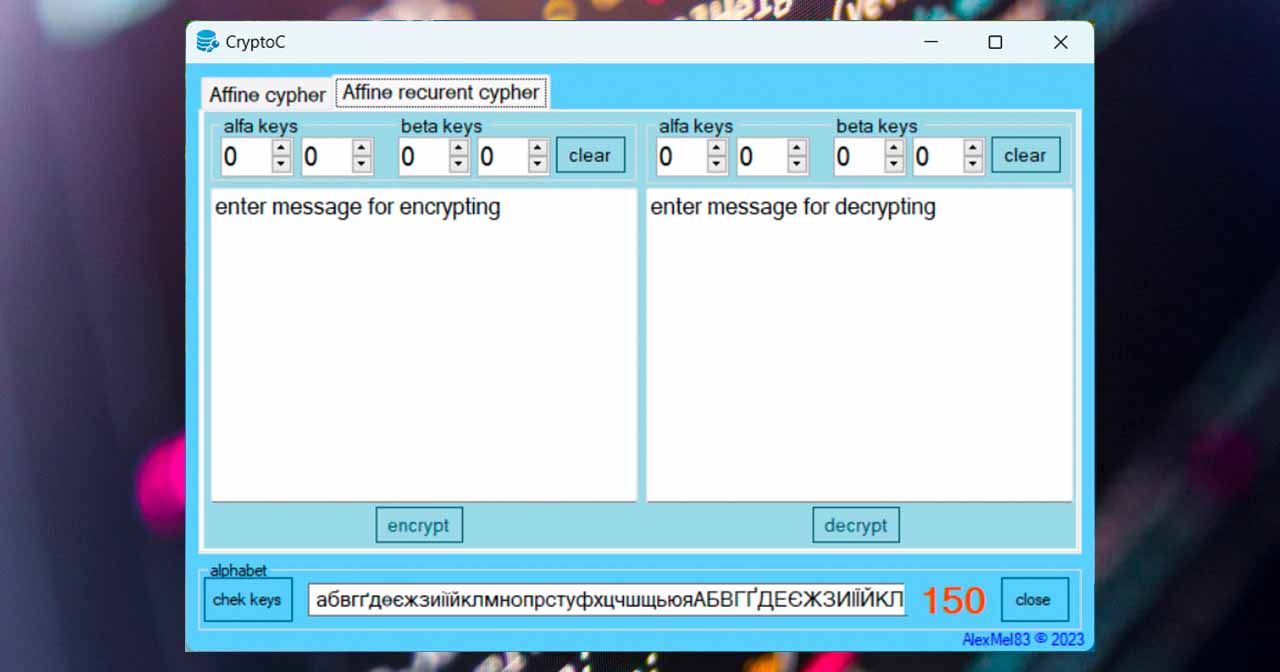 CryptoC
Affine cypher Affine recurent cypher
alfa keys beta keys alfa keys beta keys
0 0 0 0 clear 0 0 0 0 clear
enter message for encrypting enter message for decrypting
encrypt decrypt
alphabet
chek keys абвгґдеєжзиіїйклмнопрстуфхцчшщьюяАБВГҐДЕЄЖЗИІЇЙКЛ 150 close
AlexMel83 © 2023